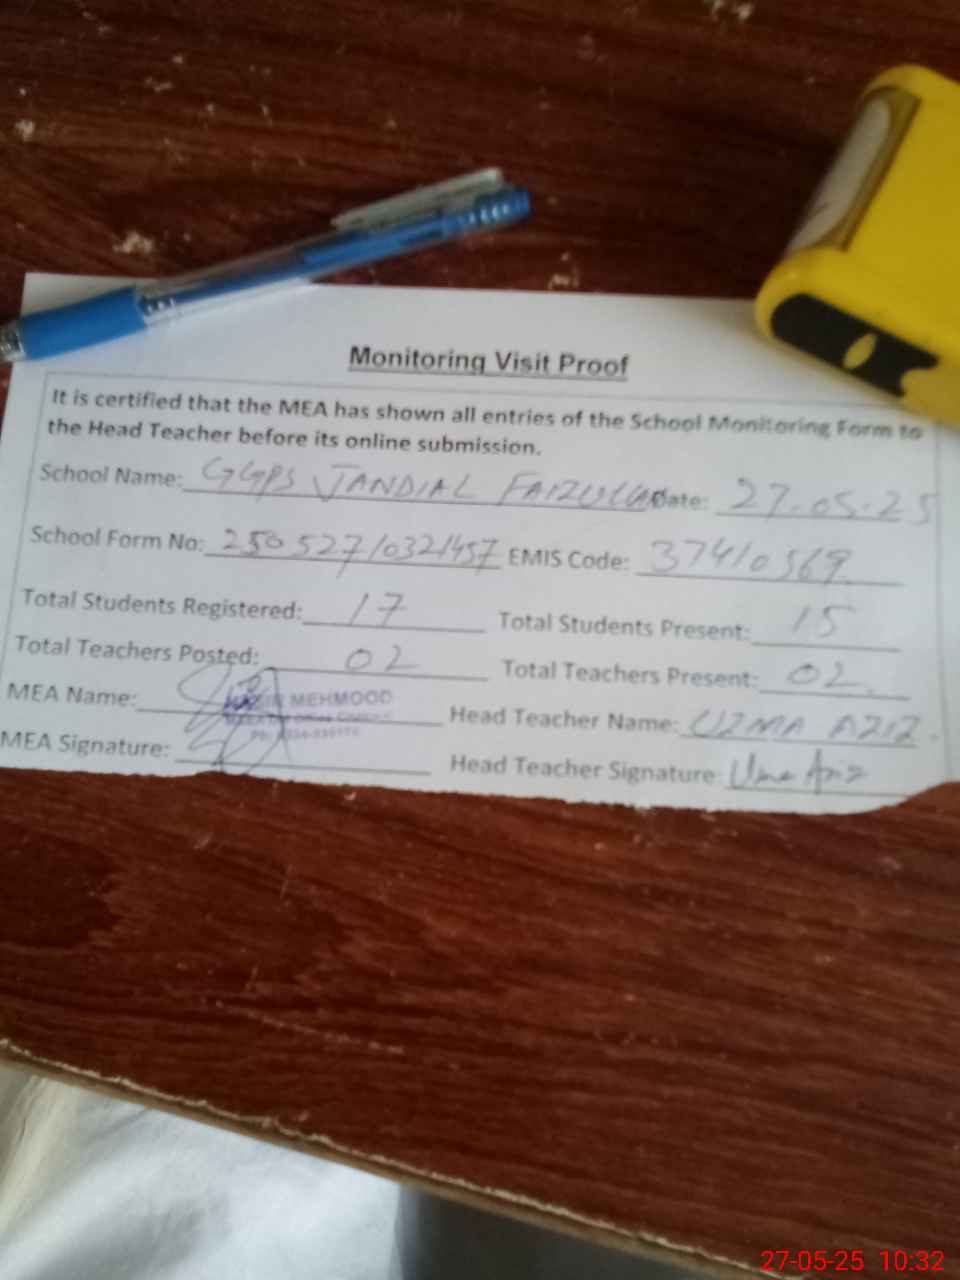 Monitoring Visit Proof
It is certified that the MEA has shown all entries of the School Monitoring Form to
the Head Teacher before its online submission.
School Name: GGPS JANDIAL Date: 27.05.25
School Form No: 250527103211457 EMIS Code: 37410569
Total Students Registered: 17 Total Students Present: 15
Total Teachers Posted: 02 Total Teachers Present: 02
MEA Name: MEHMOOD Head Teacher Name: UZMA AZIZ
MEA Signature: Head Teacher Signature: Uzma Aziz
27-05-25 10:32